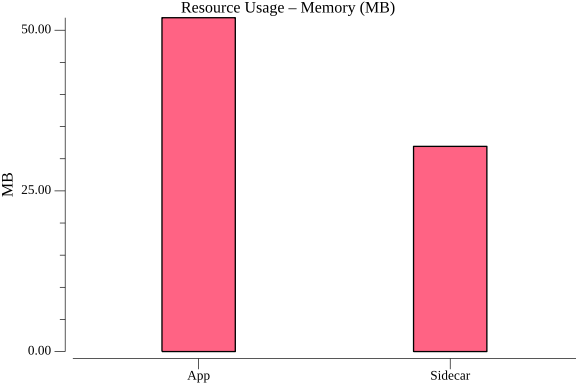 Resource Usage – Memory (MB)
50.00
25.00
0.00
MB
App
Sidecar